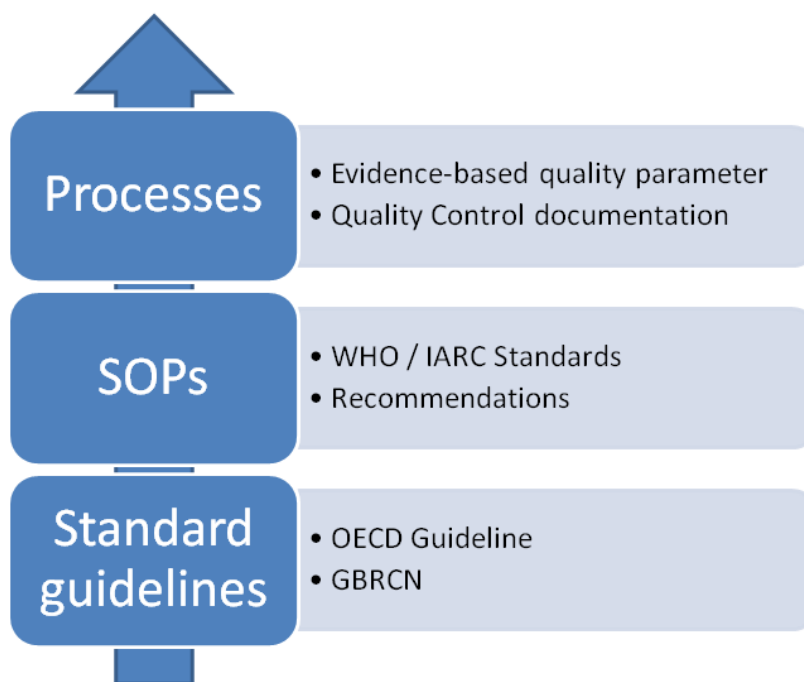 Processes
• Evidence-based quality parameter
• Quality Control documentation
SOPs
• WHO / IARC Standards
• Recommendations
Standard
guidelines
• OECD Guideline
• GBRCN